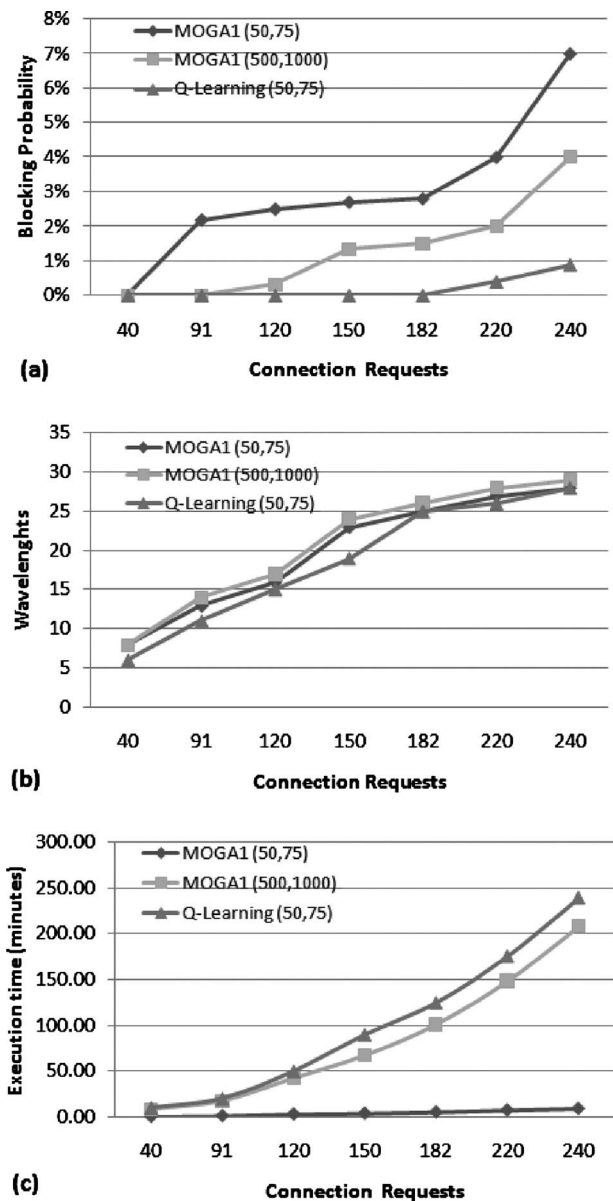 8%
7%
6%
5%
4%
3%
2%
1%
0%
Blocking Probability
MOGA1 (50,75)
MOGA1 (500,1000)
Q-Learning (50,75)
40 91 120 150 182 220 240
(a)
Connection Requests
35
30
25
20
15
10
5
0
Wavelenghts
MOGA1 (50,75)
MOGA1 (500,1000)
Q-Learning (50,75)
40 91 120 150 182 220 240
(b)
Connection Requests
300.00
250.00
200.00
150.00
100.00
50.00
0.00
Execution time (minutes)
MOGA1 (50,75)
MOGA1 (500,1000)
Q-Learning (50,75)
40 91 120 150 182 220 240
(c)
Connection Requests